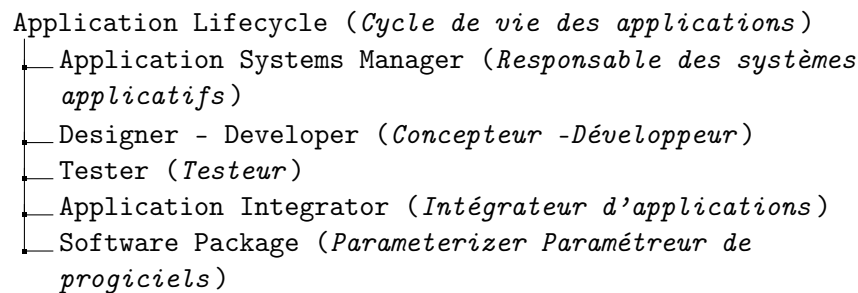 Application Lifecycle (Cycle de vie des applications)
Application Systems Manager (Responsable des systèmes
applicatifs)
Designer - Developer (Concepteur -Développeur)
Tester (Testeur)
Application Integrator (Intégrateur d'applications)
Software Package (Parameterizer Paramétreur de
progiciels)